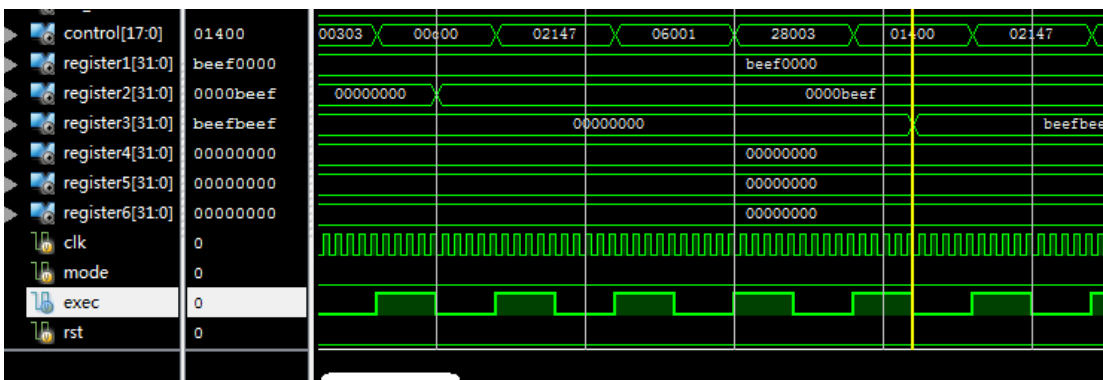 control[17:0] 01400 00303 00600 02147 06001 28003 01400 02147
register1[31:0] beef0000 beef0000
register2[31:0] 0000beef 00000000 0000beef
register3[31:0] beefbeef 00000000 beefbee
register4[31:0] 00000000 00000000
register5[31:0] 00000000 00000000
register6[31:0] 00000000 00000000
clk 0
mode 0
exec 0
rst 0